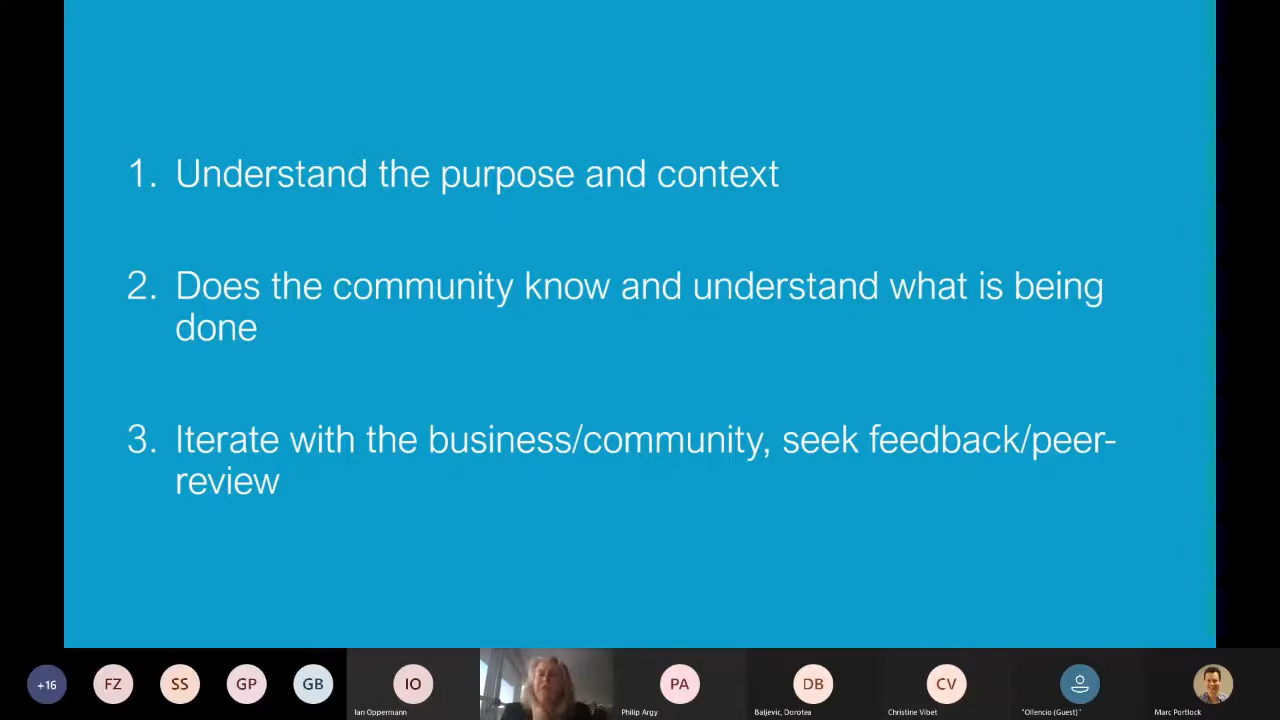 1. Understand the purpose and context
2. Does the community know and understand what is being
done
3. Iterate with the business/community, seek feedback/peer-
review
+16
FZ
SS
GP
GB
IO
Ian Oppermann
PA
Philip Argy
DB
Baljevic, Dorotea
CV
Christine Vibet
"Ollencio (Guest)"
Marc Portlock